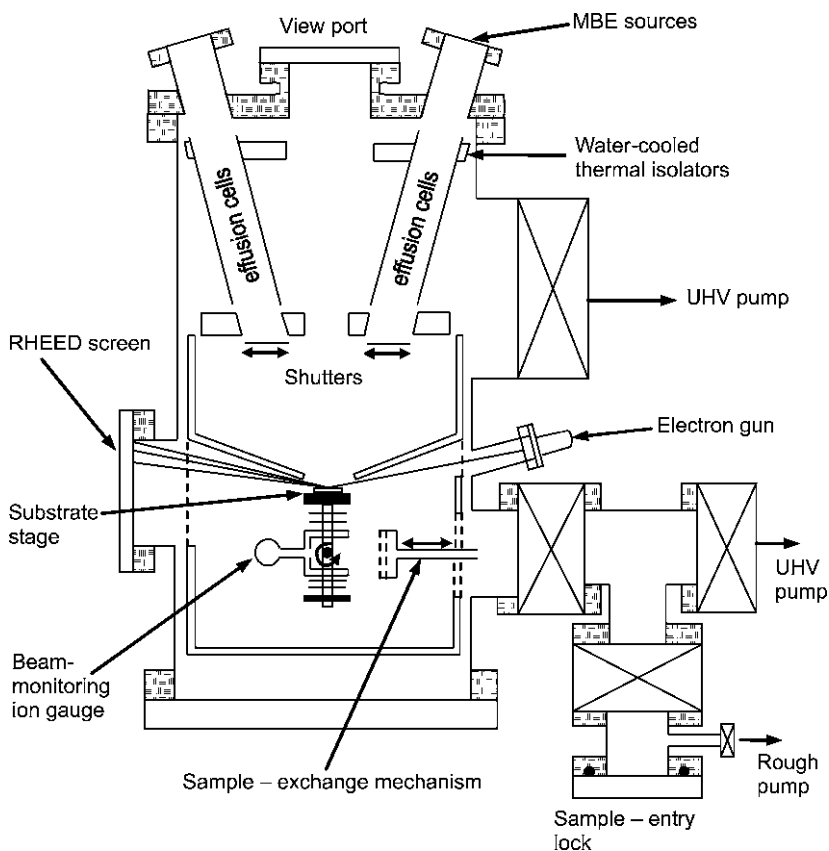 View port
MBE sources
Water-cooled
thermal isolators
effusion cells
effusion cells
UHV pump
RHEED screen
Shutters
Electron gun
Substrate
stage
UHV
pump
Beam-
monitoring
ion gauge
Sample – exchange mechanism
Rough
pump
Sample – entry
lock